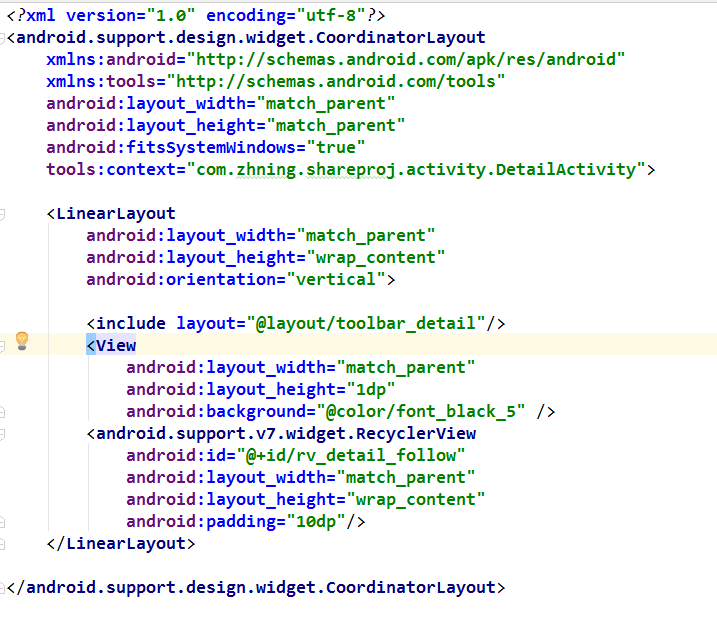 <?xml version="1.0" encoding="utf-8"?>
<android.support.design.widget.CoordinatorLayout
    xmlns:android="http://schemas.android.com/apk/res/android"
    xmlns:tools="http://schemas.android.com/tools"
    android:layout_width="match_parent"
    android:layout_height="match_parent"
    android:fitsSystemWindows="true"
    tools:context="com.zhning.shareproj.activity.DetailActivity">

    <LinearLayout
        android:layout_width="match_parent"
        android:layout_height="wrap_content"
        android:orientation="vertical">

        <include layout="@layout/toolbar_detail"/>
        <View
            android:layout_width="match_parent"
            android:layout_height="1dp"
            android:background="@color/font_black_5" />
        <android.support.v7.widget.RecyclerView
            android:id="@+id/rv_detail_follow"
            android:layout_width="match_parent"
            android:layout_height="wrap_content"
            android:padding="10dp"/>
    </LinearLayout>

</android.support.design.widget.CoordinatorLayout>